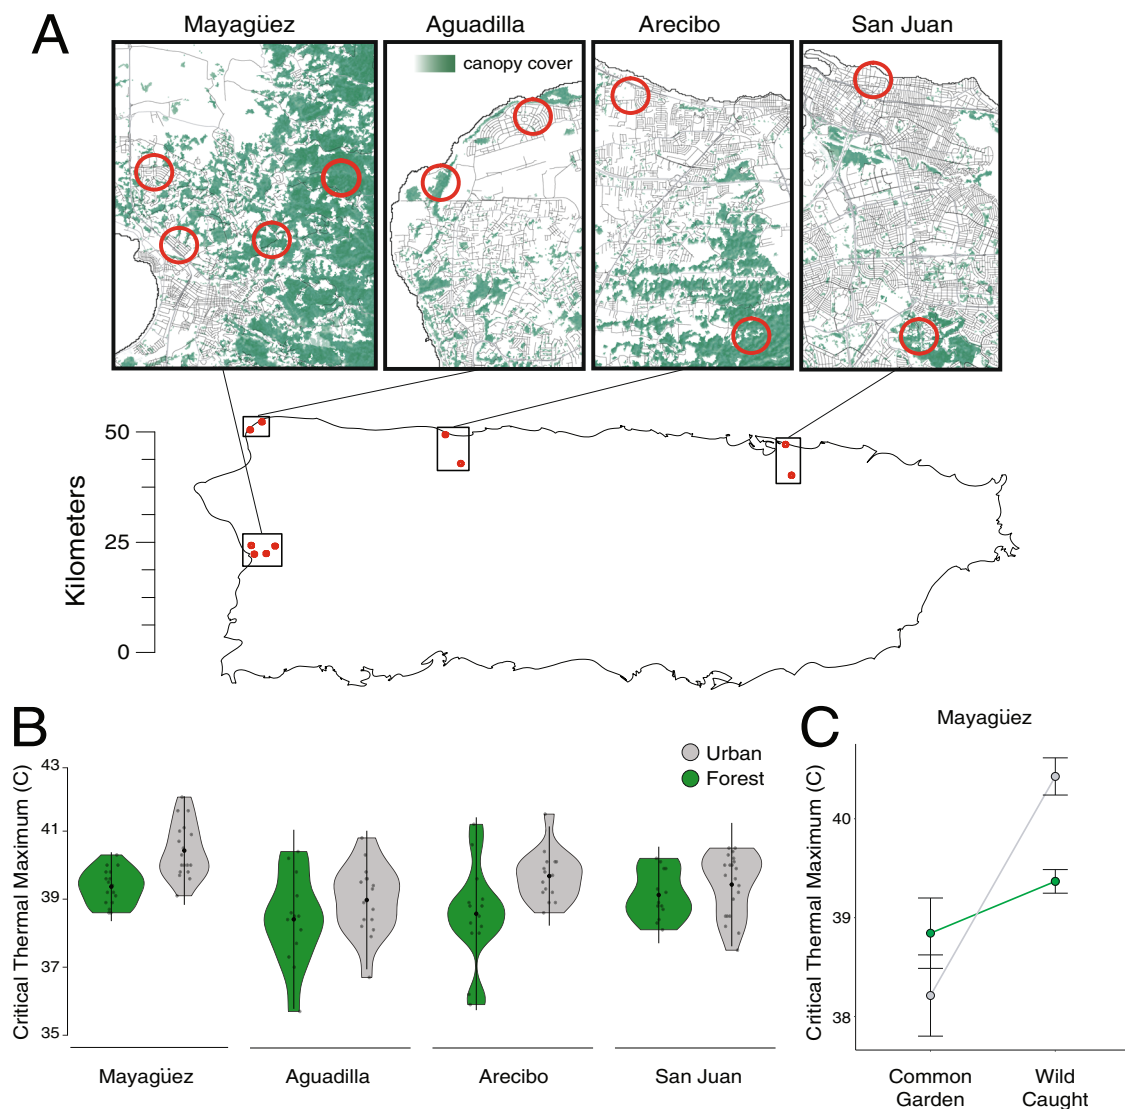 A
Mayagüez
Aguadilla
Arecibo
San Juan
canopy cover
50
25
0
Kilometers
B
Urban
Forest
Critical Thermal Maximum (C)
43
41
39
37
35
Mayagüez
Aguadilla
Arecibo
San Juan
C
Mayagüez
Critical Thermal Maximum (C)
40
39
38
Common
Garden
Wild
Caught